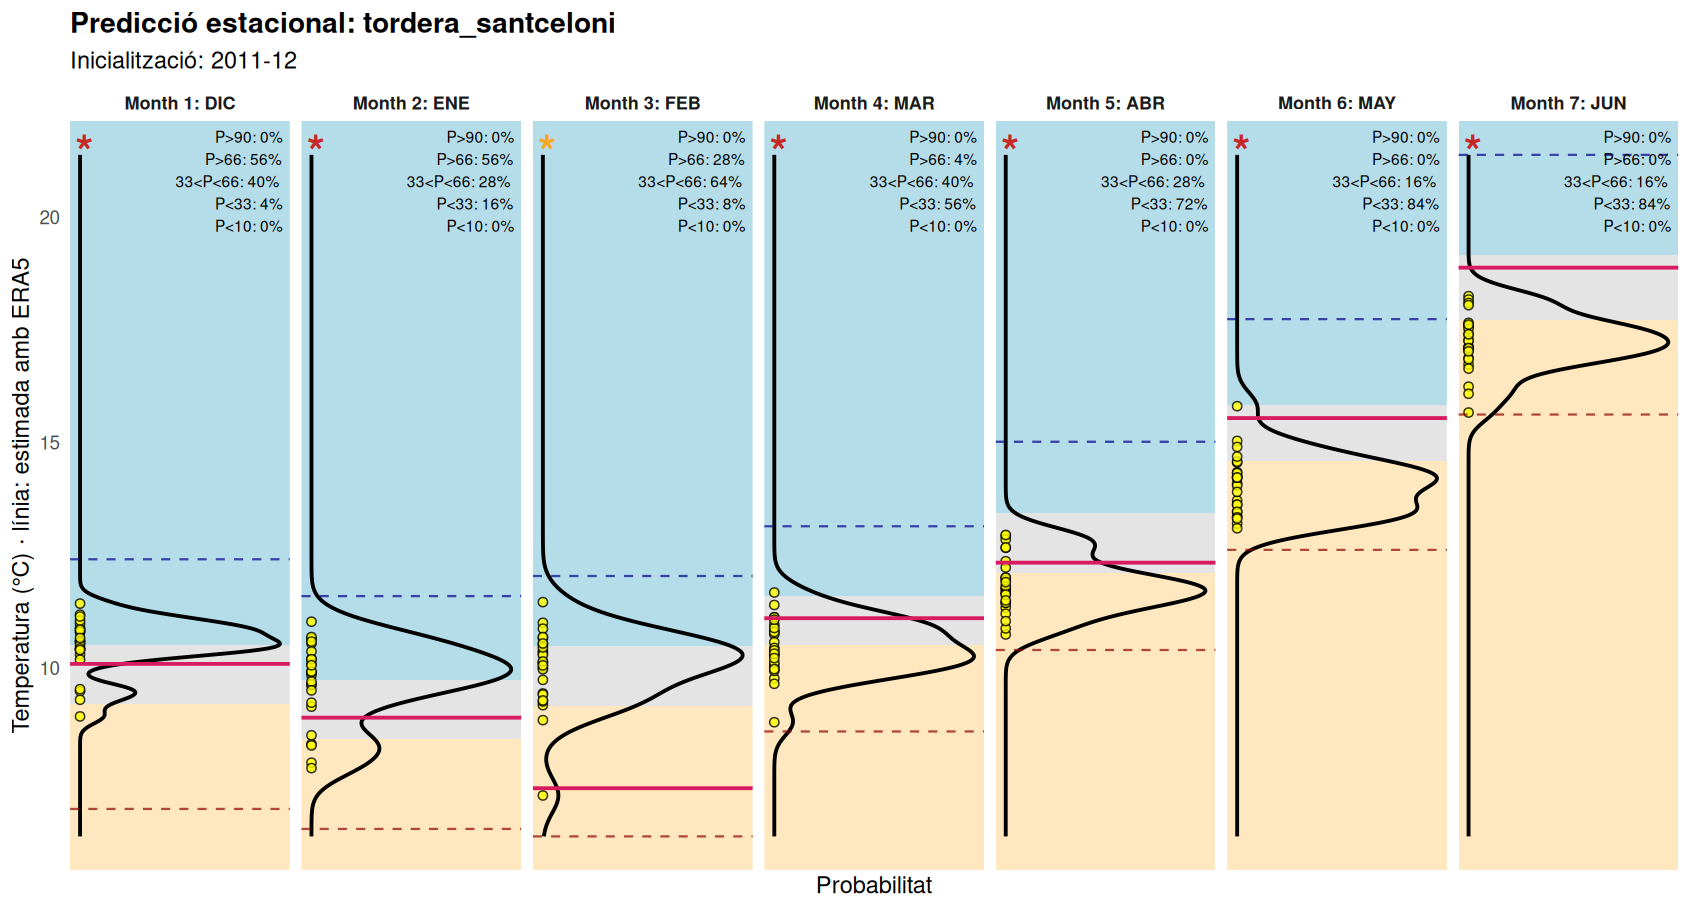 Predicció estacional: tordera_santceloni
Inicialització: 2011-12
Month 1: DIC
Month 2: ENE
Month 3: FEB
Month 4: MAR
Month 5: ABR
Month 6: MAY
Month 7: JUN
*
P>90: 0%
P>66: 56%
33<P<66: 40%
P<33: 4%
P<10: 0%
*
P>90: 0%
P>66: 56%
33<P<66: 28%
P<33: 16%
P<10: 0%
*
P>90: 0%
P>66: 28%
33<P<66: 64%
P<33: 8%
P<10: 0%
*
P>90: 0%
P>66: 4%
33<P<66: 40%
P<33: 56%
P<10: 0%
*
P>90: 0%
P>66: 0%
33<P<66: 28%
P<33: 72%
P<10: 0%
*
P>90: 0%
P>66: 0%
33<P<66: 16%
P<33: 84%
P<10: 0%
*
P>90: 0%
P>66: 0%
33<P<66: 16%
P<33: 84%
P<10: 0%
20
15
10
Temperatura (°C) · línia: estimada amb ERA5
Probabilitat